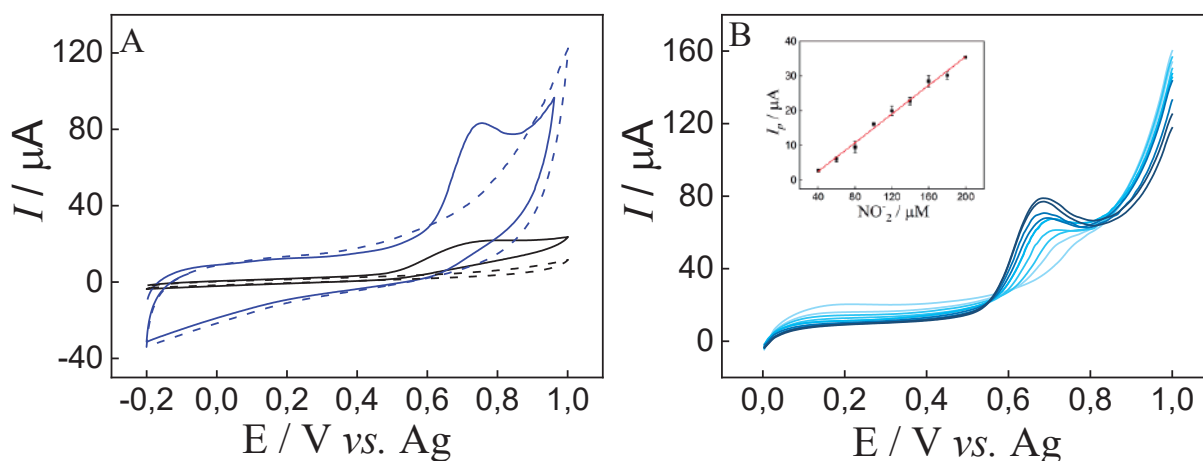 A
I / µA
120
80
40
0
-40
-0,2 0,0 0,2 0,4 0,6 0,8 1,0
E / V vs. Ag
B
I / µA
160
120
80
40
0
0,0 0,2 0,4 0,6 0,8 1,0
E / V vs. Ag
I_p / µA
40
30
20
10
0
40 80 120 160 200
NO⁻₂ / µM